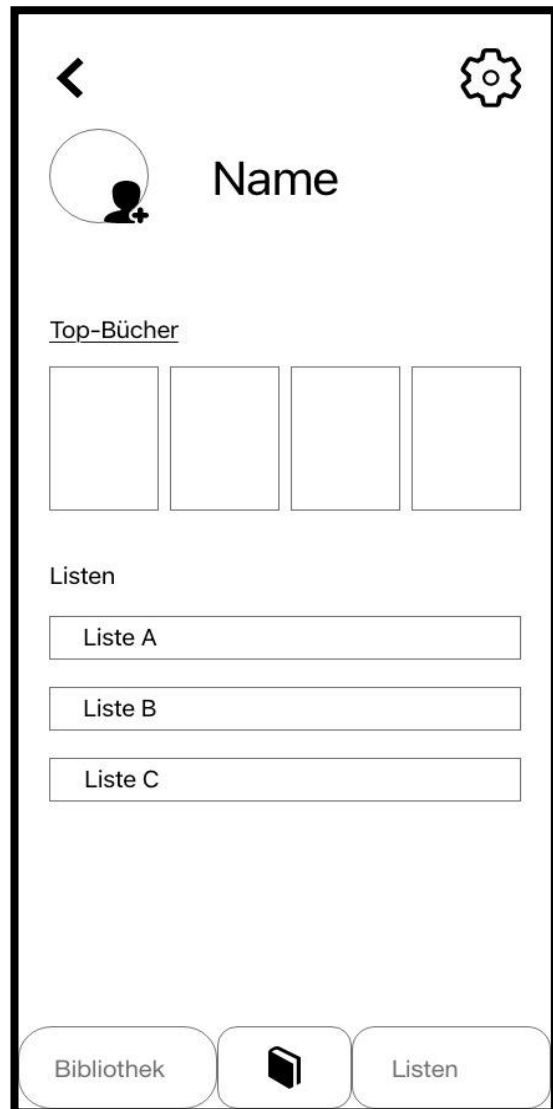 Name
Top-Bücher
Listen
Liste A
Liste B
Liste C
Bibliothek
Listen